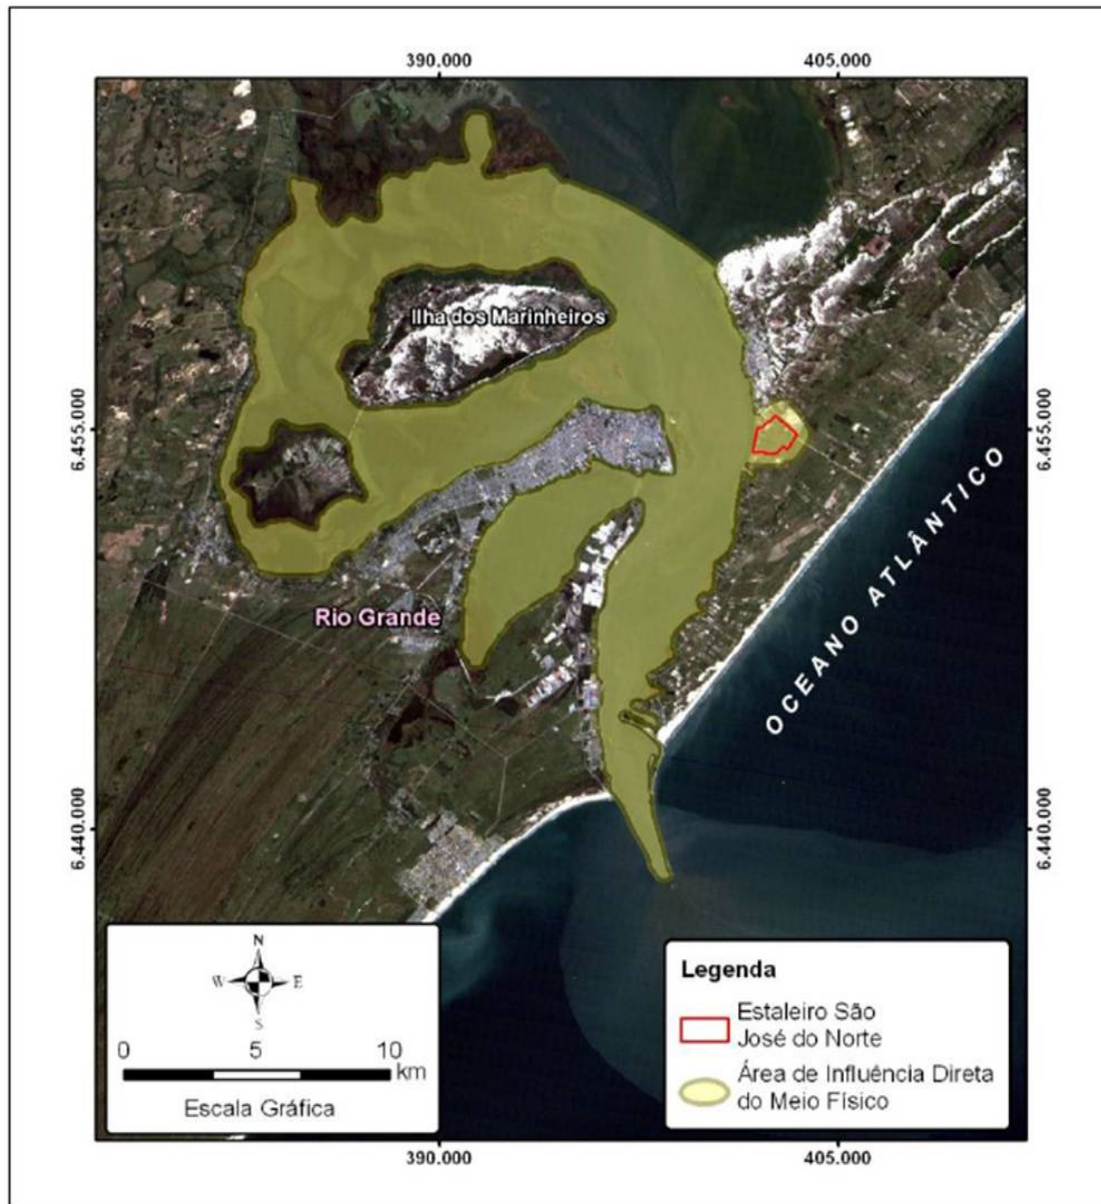 390.000 405.000
Ilha dos Marinheiros
6.455.000 6.455.000
OCEANO ATLÂNTICO
Rio Grande
6.440.000 6.440.000
N
W E
S
0 5 10
km
Escala Gráfica
Legenda
Estaleiro São
José do Norte
Área de Influência Direta
do Meio Físico
390.000 405.000